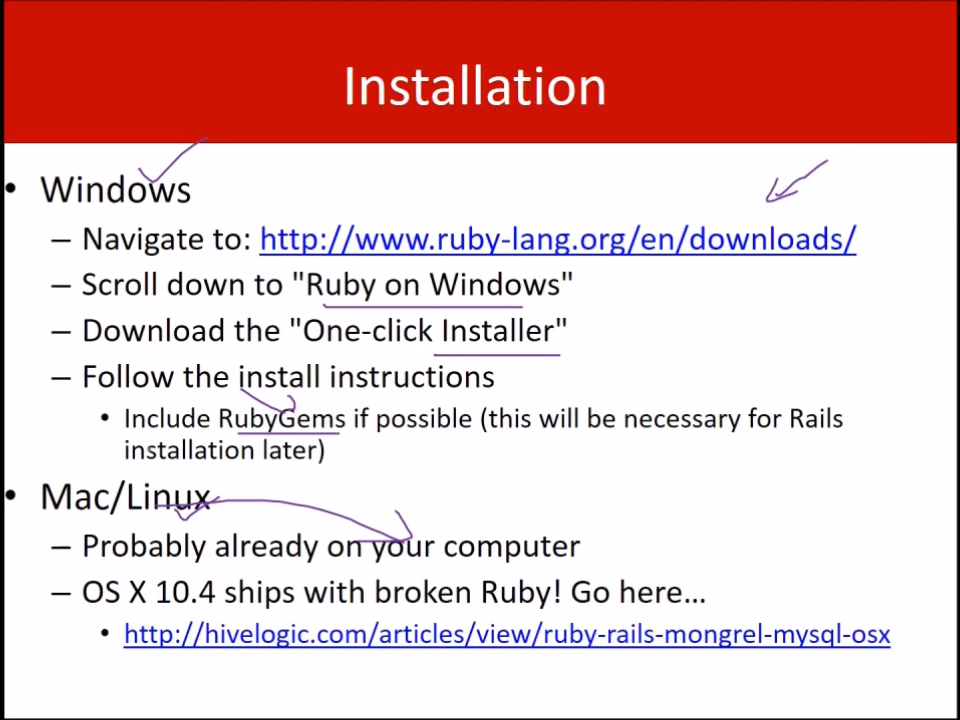 Installation
• Windows
– Navigate to: http://www.ruby-lang.org/en/downloads/
– Scroll down to "Ruby on Windows"
– Download the "One-click Installer"
– Follow the install instructions
• Include RubyGems if possible (this will be necessary for Rails
installation later)
• Mac/Linux
– Probably already on your computer
– OS X 10.4 ships with broken Ruby! Go here…
• http://hivelogic.com/articles/view/ruby-rails-mongrel-mysql-osx